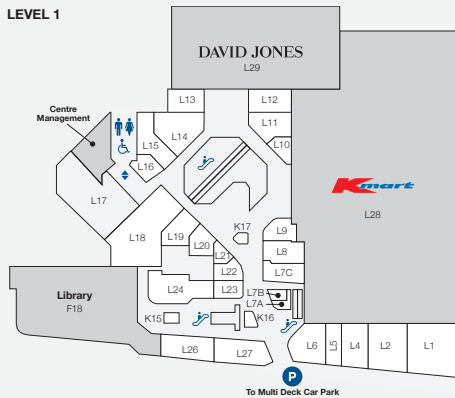 LEVEL 1
DAVID JONES
L29
L13
L12
Centre
Management
L14
L11
L15
L10
L16
Kmart
L28
L17
L18
L19
L20
L21
L22
L23
L24
K17
L9
L8
L7C
L7B
L7A
Library
F18
K15
K16
L26
L27
L6
L5
L4
L2
L1
P
To Multi Deck Car Park